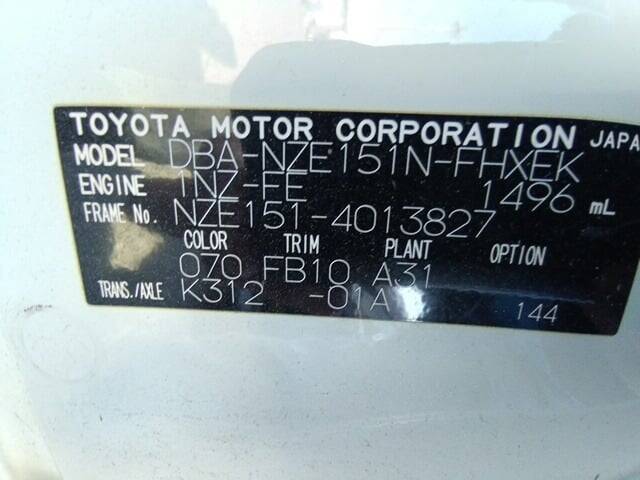 TOYOTA MOTOR CORPORATION JAPA
MODEL DBA-NZE151N-FHXEK
ENGINE 1NZ-FE 1496 mL
FRAME No. NZE151-4013827
COLOR TRIM PLANT OPTION
070 FB10 A31
TRANS./AXLE K312 -01A 144